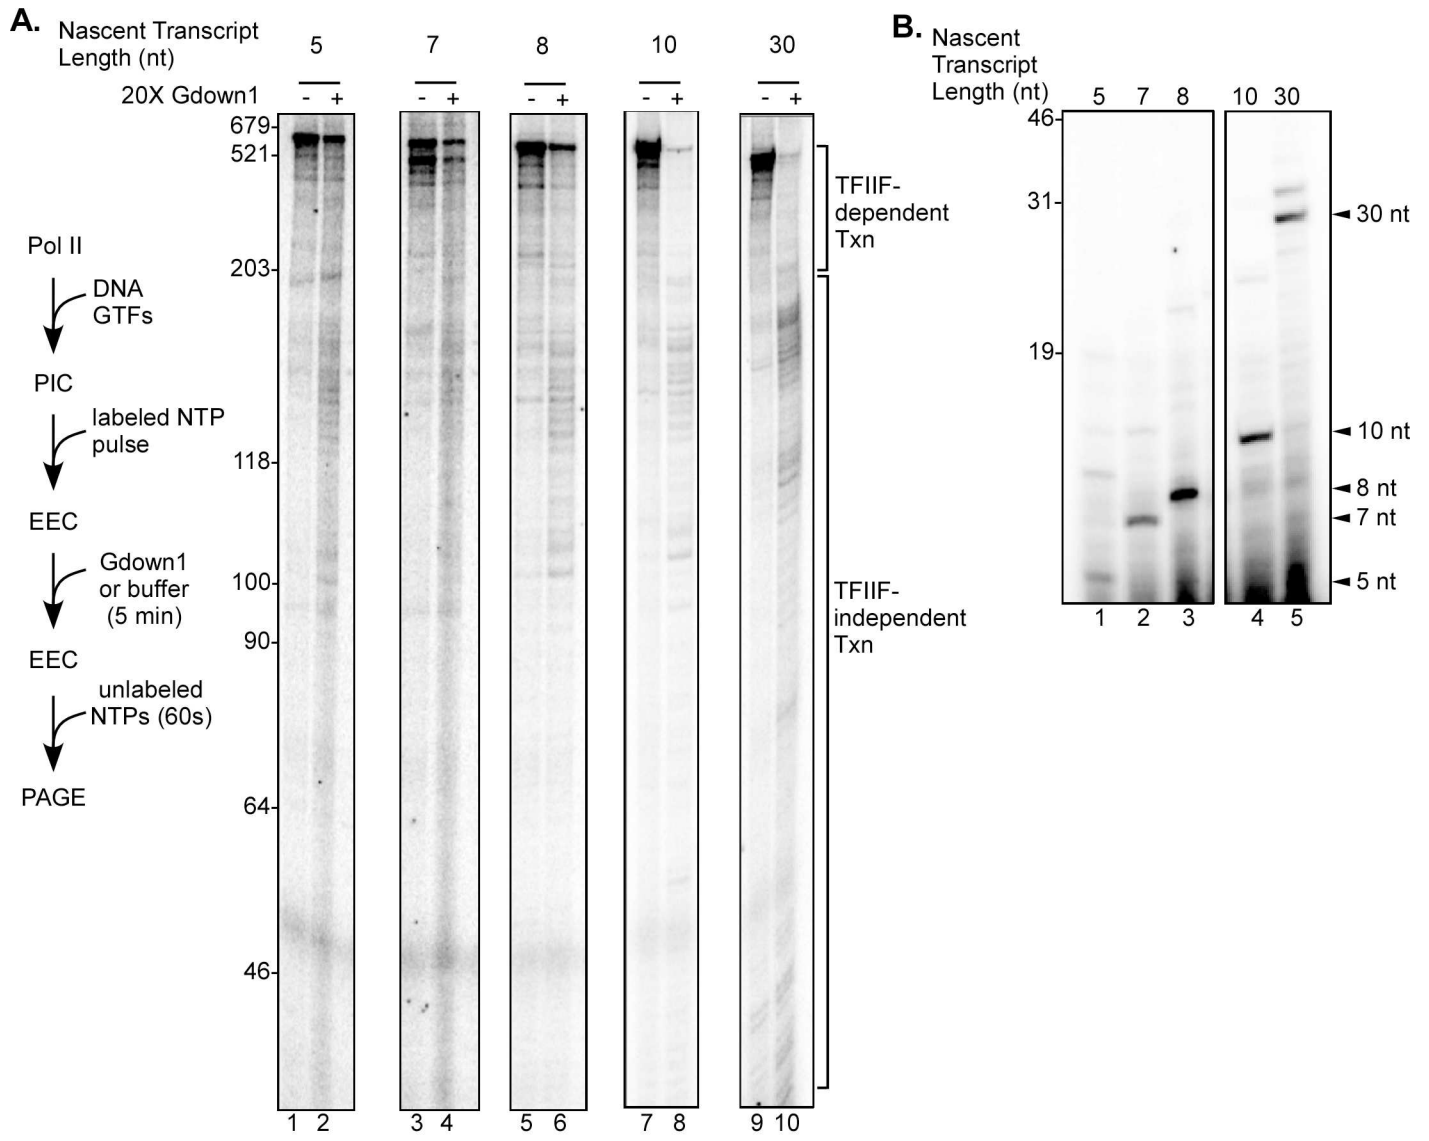 A.
Nascent Transcript
Length (nt)
5 7 8 10 30
20X Gdown1
- + - + - + - + - +
679-
521-
203-
118-
100-
90-
64-
46-
TFIIF-
dependent
Txn
TFIIF-
independent
Txn
Pol II
DNA
GTFs
PIC
labeled NTP
pulse
EEC
Gdown1
or buffer
(5 min)
EEC
unlabeled
NTPs (60s)
PAGE
1 2 3 4 5 6 7 8 9 10
B.
Nascent
Transcript
Length (nt)
5 7 8 10 30
46-
31-
19-
30 nt
10 nt
8 nt
7 nt
5 nt
1 2 3 4 5